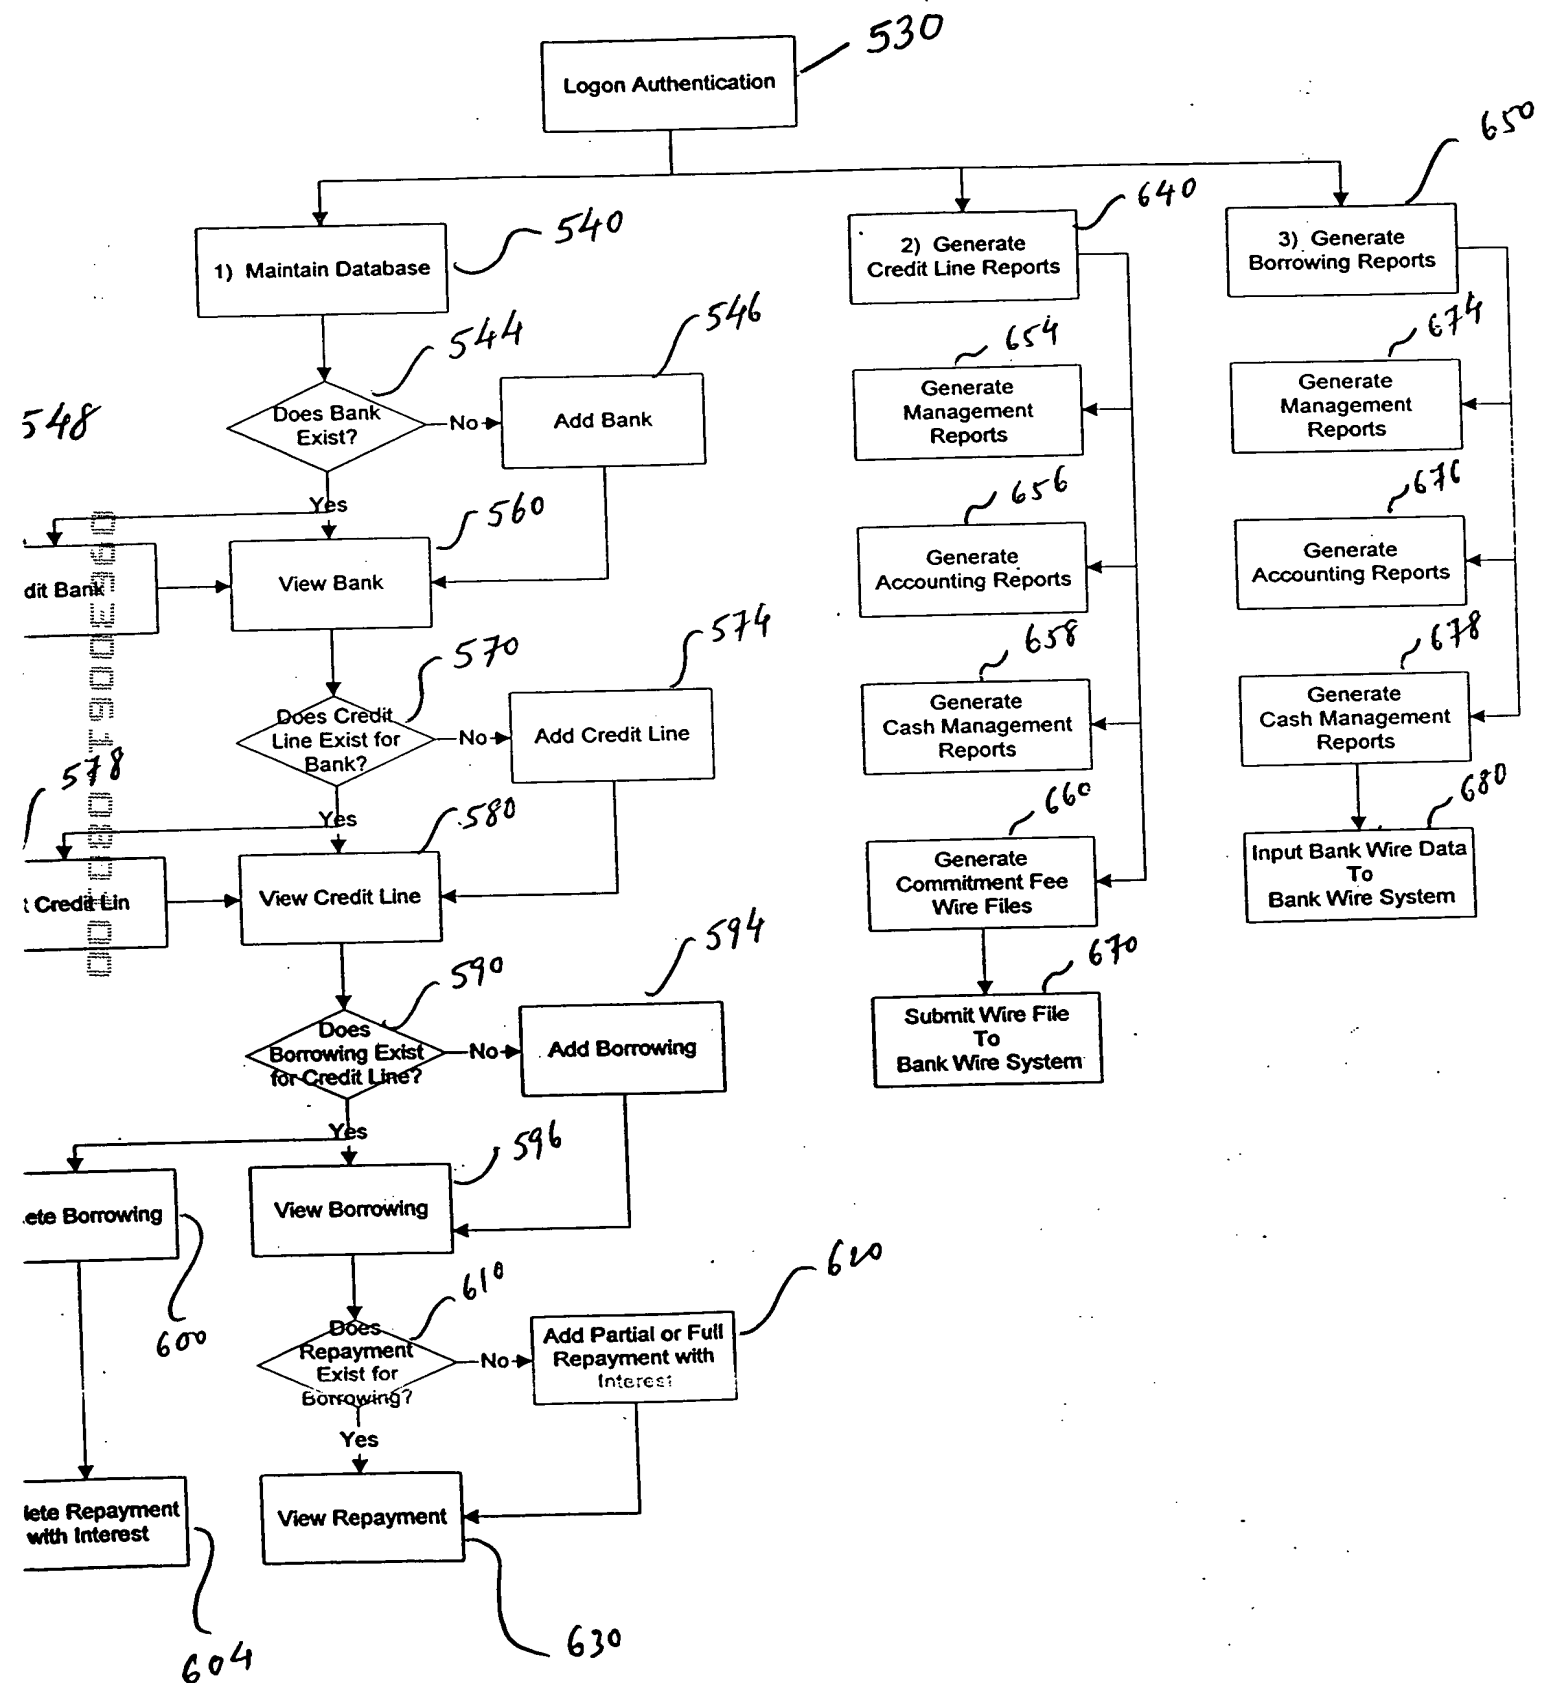 530
Logon Authentication
650
640
540
1) Maintain Database
2) Generate
Credit Line Reports
3) Generate
Borrowing Reports
544
546
654
674
548
Does Bank
Exist?
No
Add Bank
Generate
Management
Reports
Generate
Management
Reports
Yes
560
656
676
dit Bank
View Bank
Generate
Accounting Reports
Generate
Accounting Reports
570
574
658
678
Does Credit
Line Exist for
Bank?
No
Add Credit Line
Generate
Cash Management
Reports
Generate
Cash Management
Reports
578
Yes
580
660
680
t Credit Lin
View Credit Line
Generate
Commitment Fee
Wire Files
Input Bank Wire Data
To
Bank Wire System
590
594
670
Does
Borrowing Exist
for Credit Line?
No
Add Borrowing
Submit Wire File
To
Bank Wire System
Yes
596
ete Borrowing
View Borrowing
600
610
620
Does
Repayment
Exist for
Borrowing?
No
Add Partial or Full
Repayment with
Interest
Yes
lete Repayment
with Interest
View Repayment
604
630